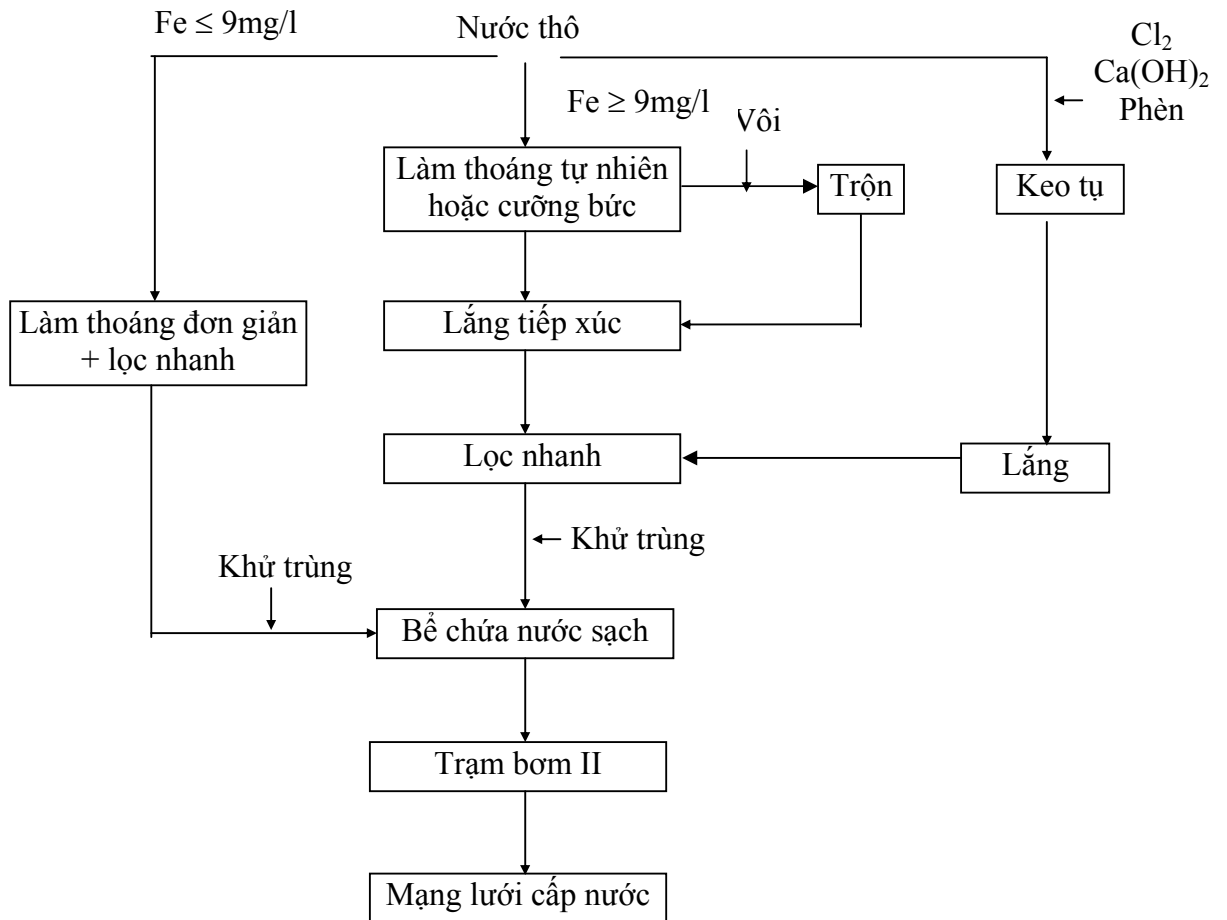 Fe ≤ 9mg/l
Nước thô
Cl₂
Ca(OH)₂
Phèn
Fe ≥ 9mg/l
Vôi
Làm thoáng tự nhiên
hoặc cưỡng bức
Trộn
Keo tụ
Làm thoáng đơn giản
+ lọc nhanh
Lắng tiếp xúc
Lọc nhanh
Lắng
Khử trùng
Khử trùng
Bể chứa nước sạch
Trạm bơm II
Mạng lưới cấp nước